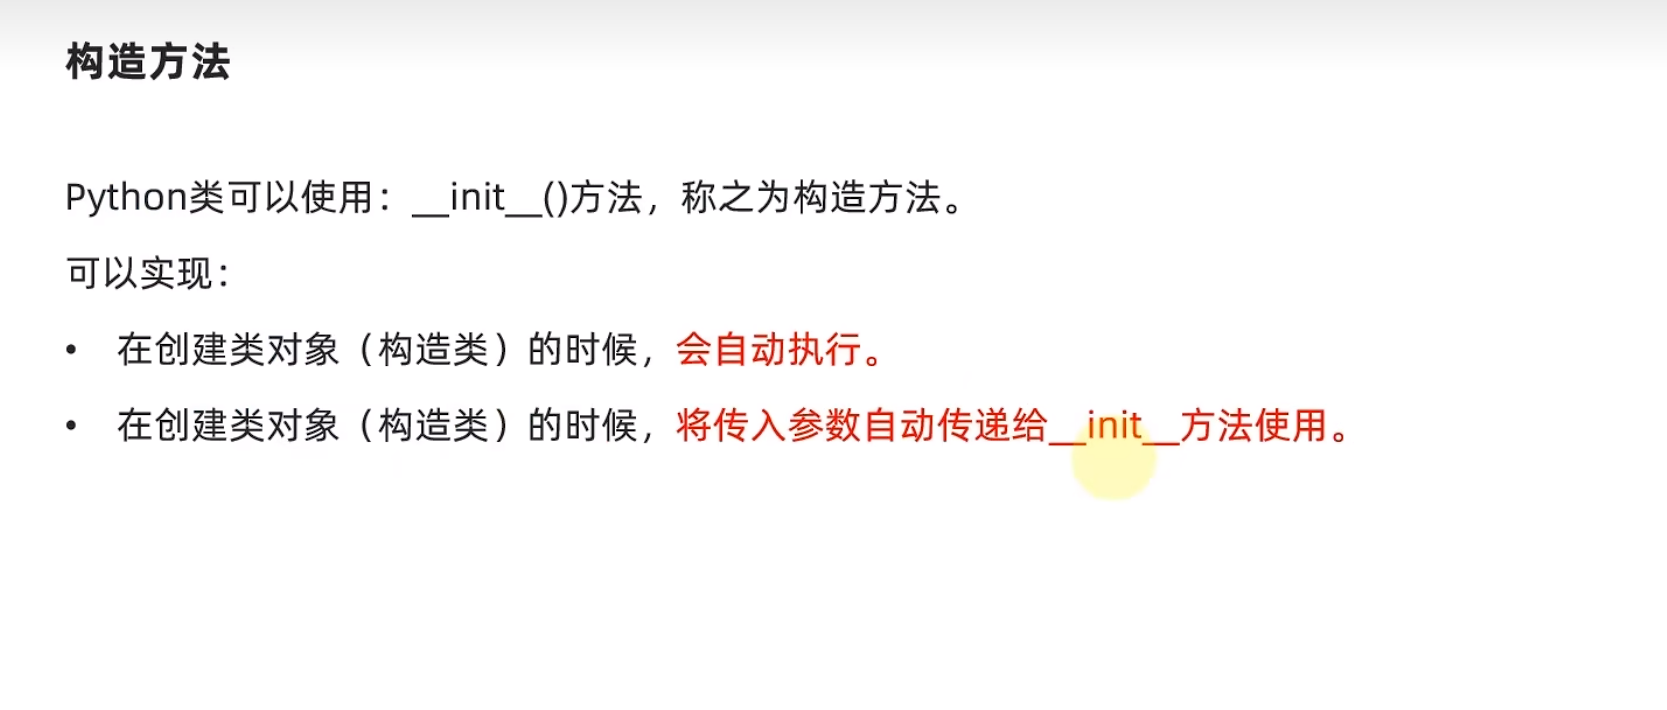 构造方法
Python类可以使用：__init__()方法，称之为构造方法。
可以实现：
• 在创建类对象（构造类）的时候，会自动执行。
• 在创建类对象（构造类）的时候，将传入参数自动传递给__init__方法使用。